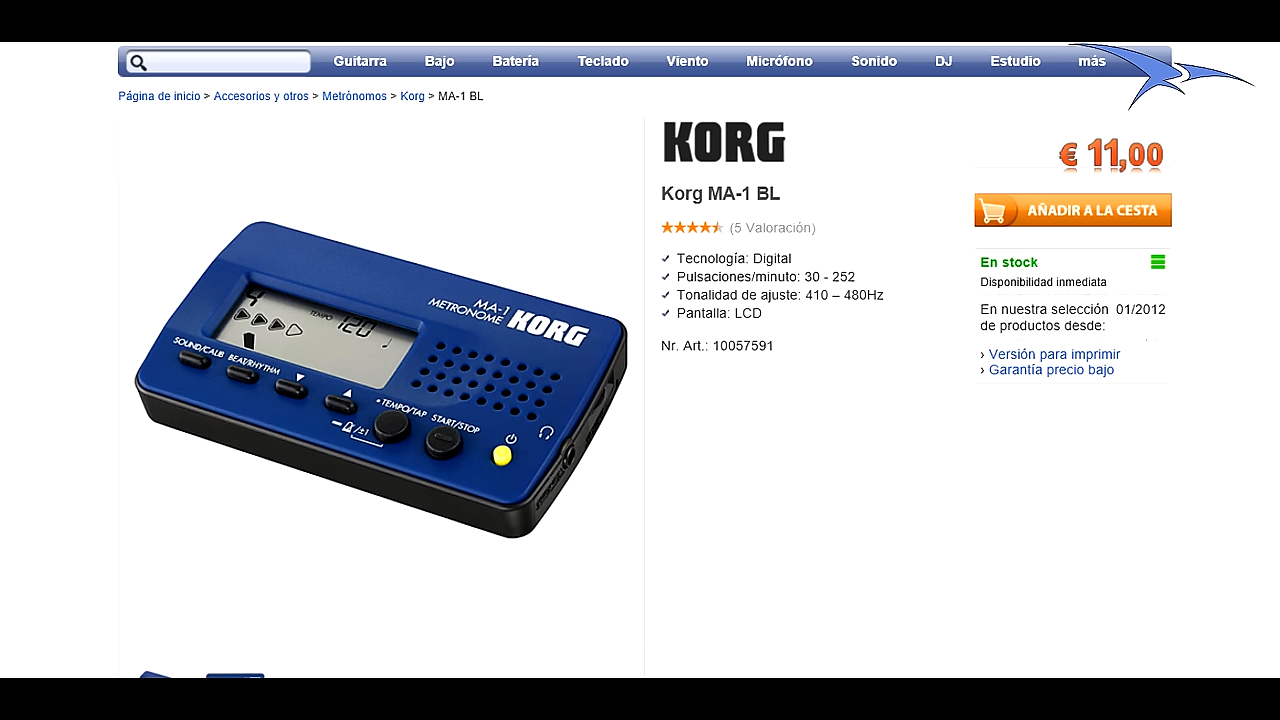 Guitarra Bajo Batería Teclado Viento Micrófono Sonido DJ Estudio más
Página de inicio > Accesorios y otros > Metrònomos > Korg > MA-1 BL
KORG
€ 11,00
Korg MA-1 BL
AÑADIR A LA CESTA
(5 Valoración)
Tecnología: Digital
Pulsaciones/minuto: 30 - 252
Tonalidad de ajuste: 410 – 480Hz
Pantalla: LCD
Nr. Art.: 10057591
En stock
Disponibilidad inmediata
En nuestra selección 01/2012
de productos desde:
› Versión para imprimir
› Garantía precio bajo
MA-1
METRONOME KORG
4
TEMPO 120
SOUND/CALIB BEAT/RHYTHM
TEMPO/TAP START/STOP
/±1